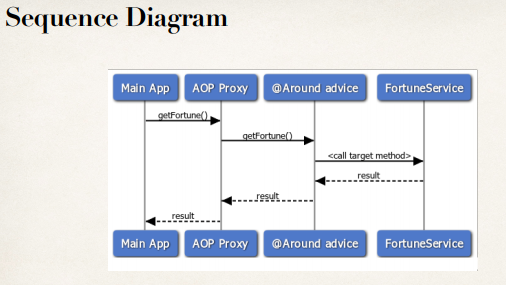 Sequence Diagram
Main App AOP Proxy @Around advice FortuneService
getFortune()
getFortune()
<call target method>
result
result
result
Main App AOP Proxy @Around advice FortuneService